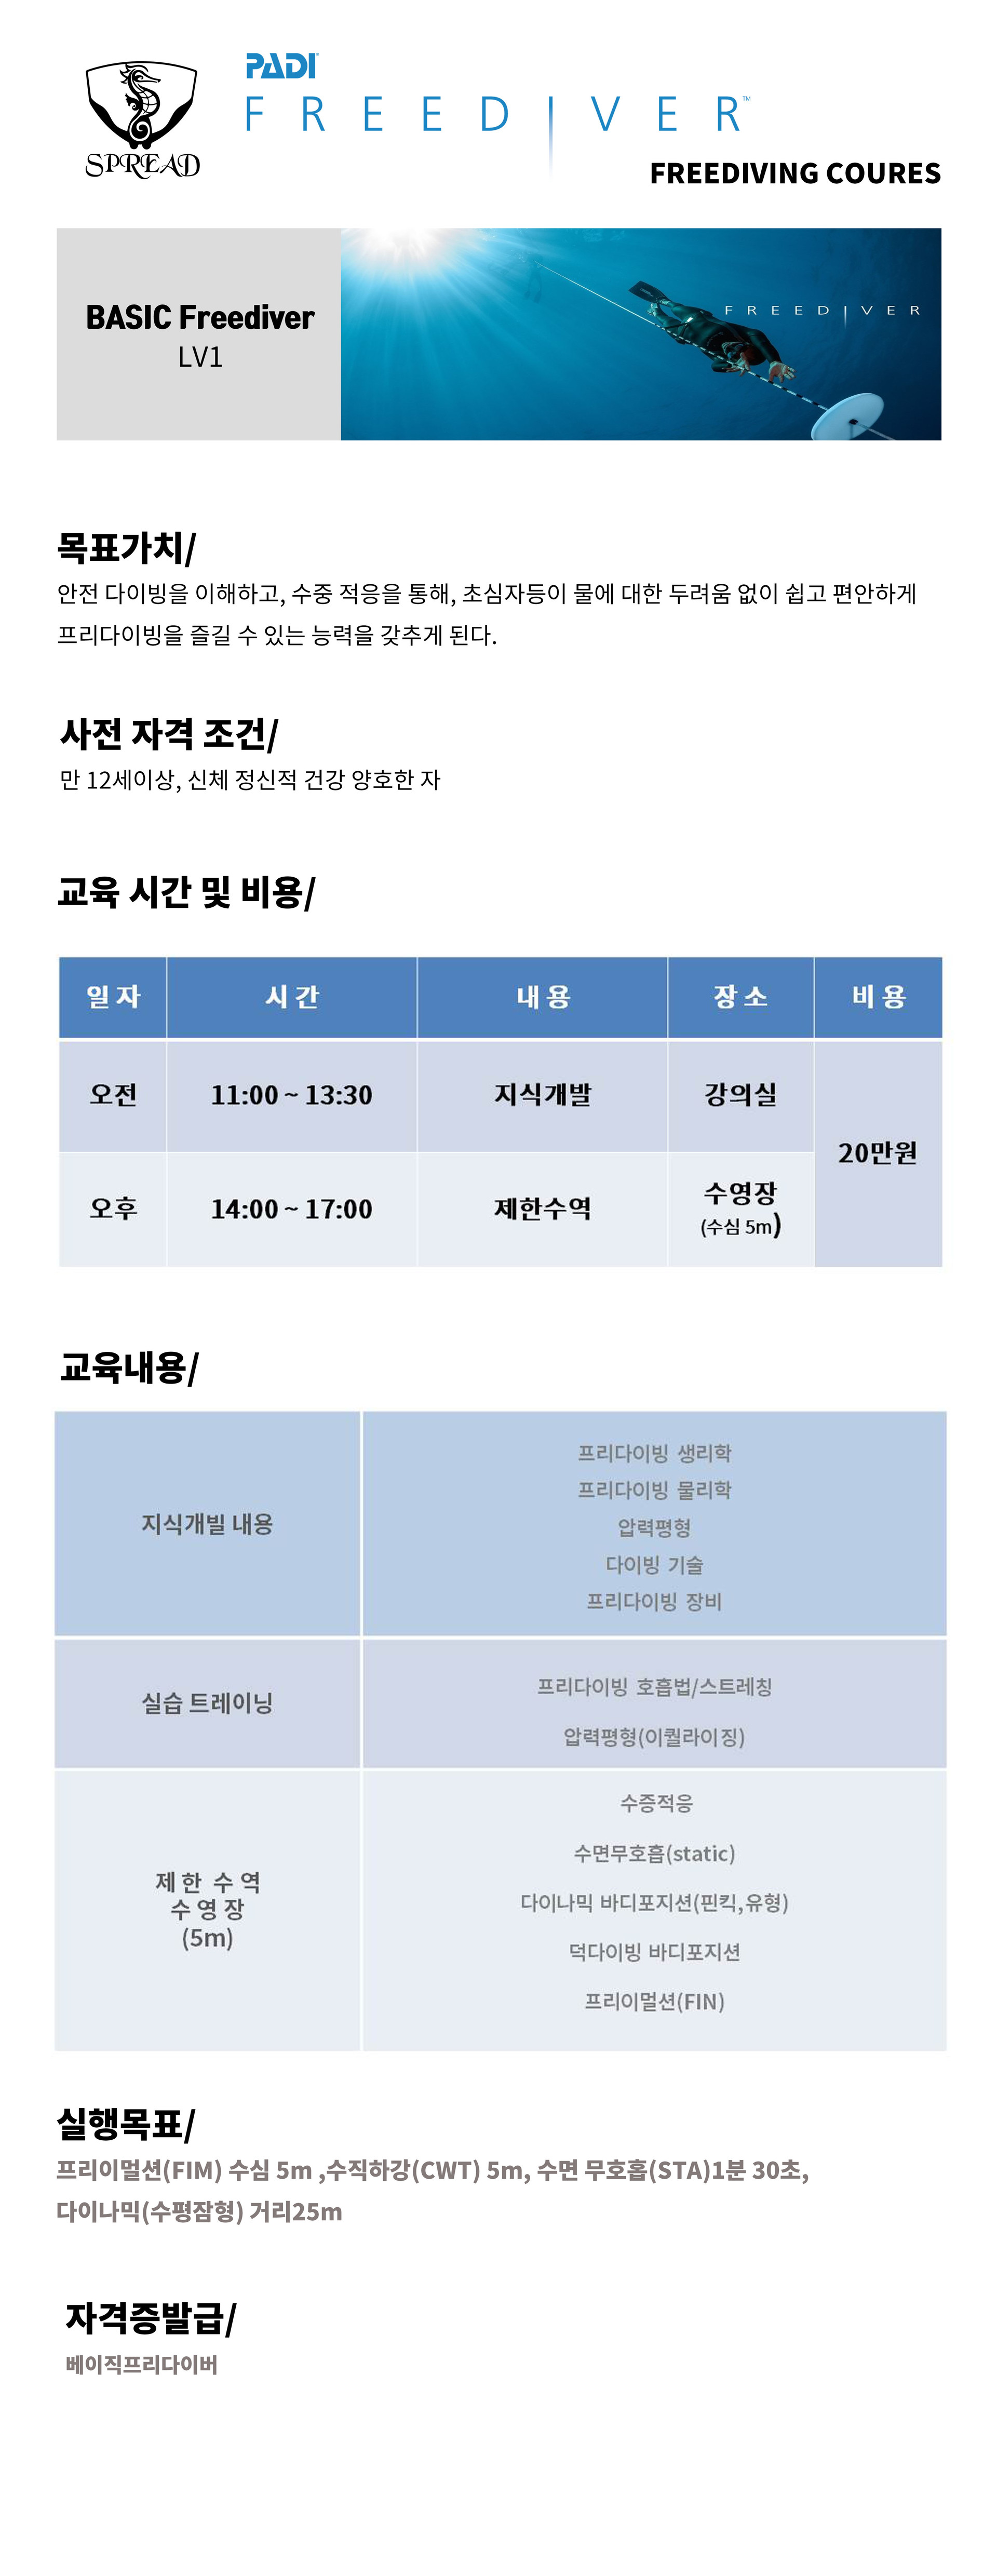 SPREAD
PADI
FREEDIVER™
FREEDIVING COURES
BASIC Freediver
LV1
FREEDIVER
목표가치/
안전 다이빙을 이해하고, 수중 적응을 통해, 초심자등이 물에 대한 두려움 없이 쉽고 편안하게
프리다이빙을 즐길 수 있는 능력을 갖추게 된다.
사전 자격 조건/
만 12세이상, 신체 정신적 건강 양호한 자
교육 시간 및 비용/
일 자 시 간 내 용 장 소 비 용
오전 11:00 ~ 13:30 지식개발 강의실
20만원
오후 14:00 ~ 17:00 제한수역 수영장
(수심 5m)
교육내용/
지식개빌 내용
프리다이빙 생리학
프리다이빙 물리학
압력평형
다이빙 기술
프리다이빙 장비
실습 트레이닝
프리다이빙 호흡법/스트레칭
압력평형(이퀄라이징)
제 한 수 역
수 영 장
(5m)
수증적응
수면무호흡(static)
다이나믹 바디포지션(핀킥,유형)
덕다이빙 바디포지션
프리이멀션(FIN)
실행목표/
프리이멀션(FIM) 수심 5m ,수직하강(CWT) 5m, 수면 무호홉(STA)1분 30초,
다이나믹(수평잠형) 거리25m
자격증발급/
베이직프리다이버